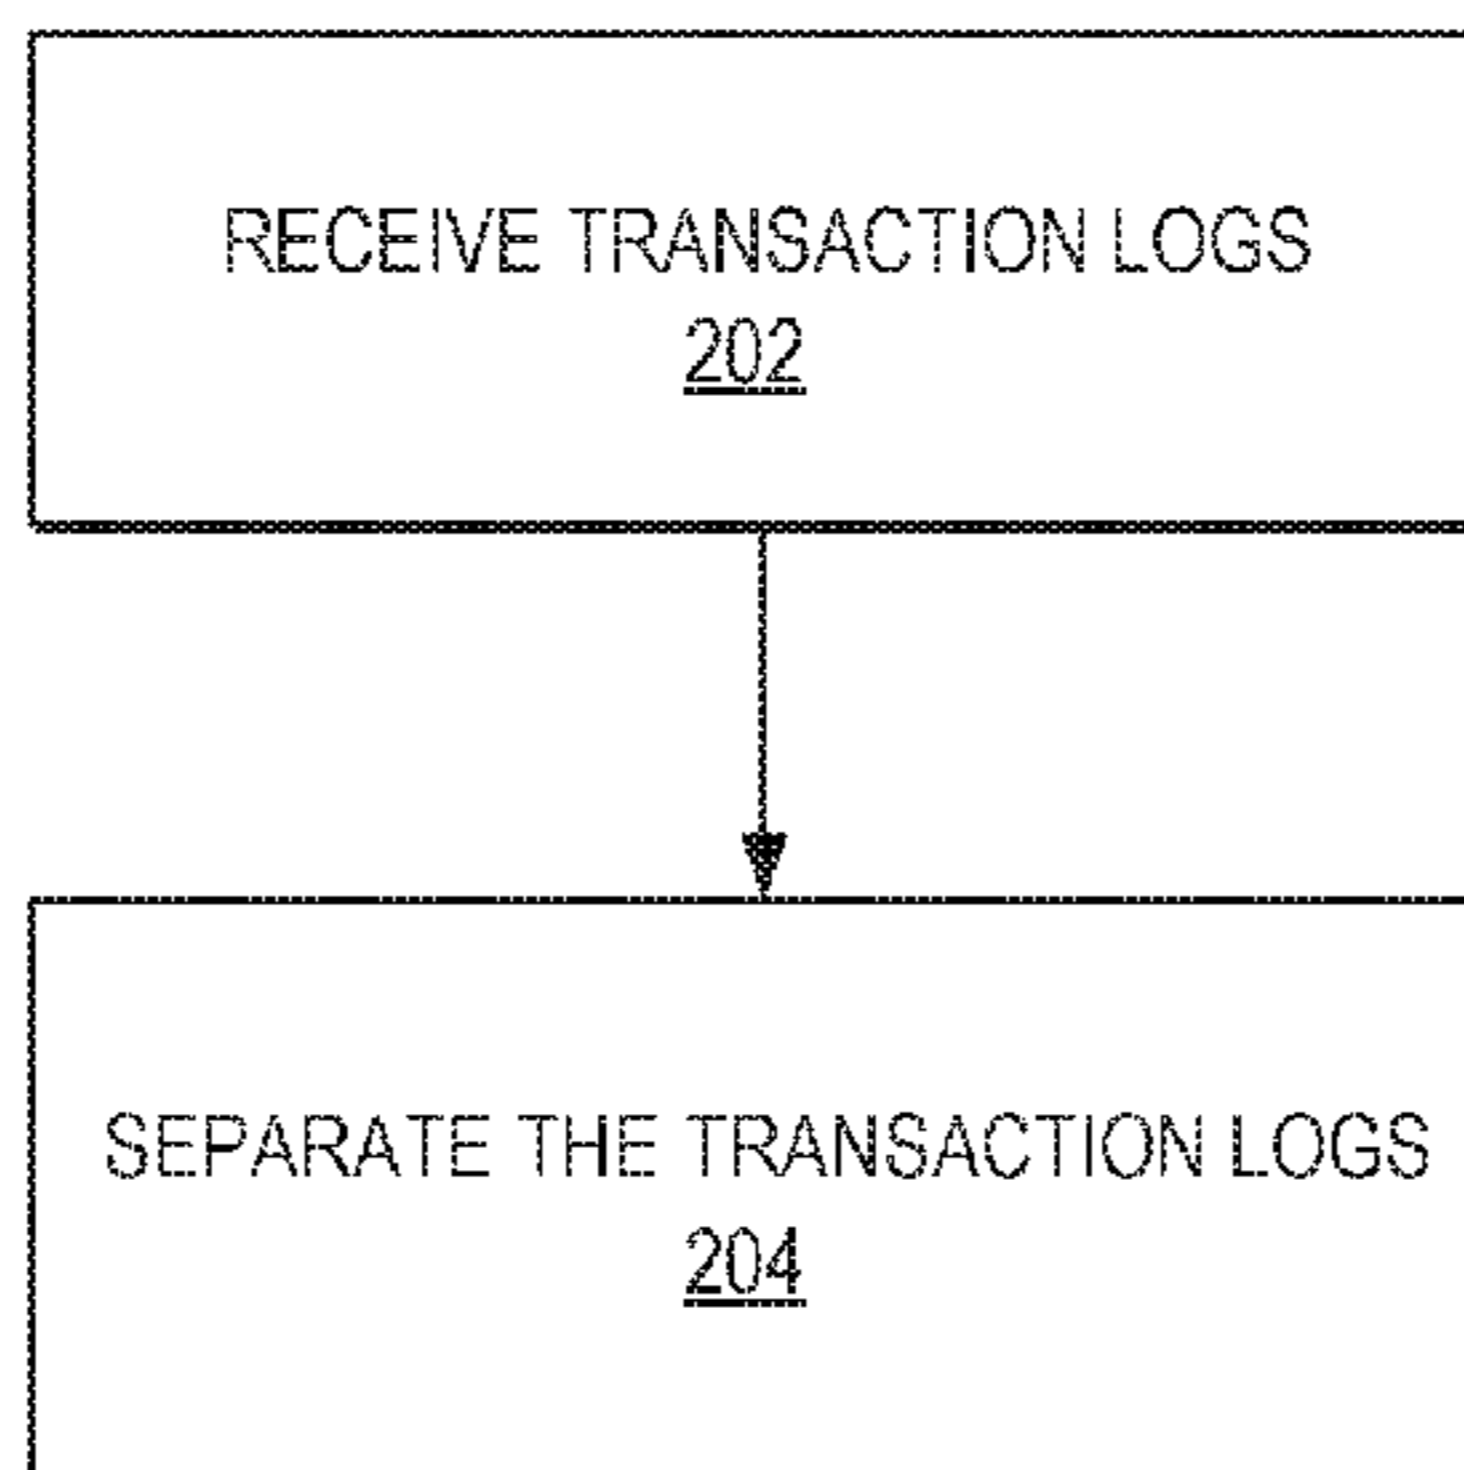 RECEIVE TRANSACTION LOGS
202
SEPARATE THE TRANSACTION LOGS
204